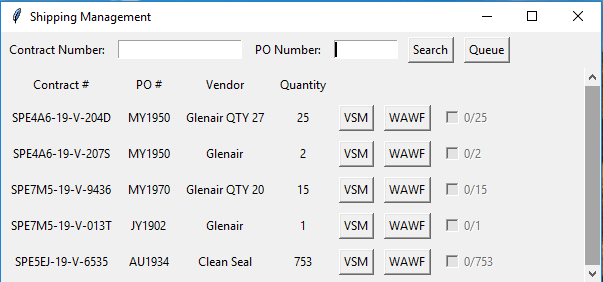 Shipping Management
Contract Number: PO Number: Search Queue
Contract # PO # Vendor Quantity
SPE4A6-19-V-204D MY1950 Glenair QTY 27 25 VSM WAWF 0/25
SPE4A6-19-V-207S MY1950 Glenair 2 VSM WAWF 0/2
SPE7M5-19-V-9436 MY1970 Glenair QTY 20 15 VSM WAWF 0/15
SPE7M5-19-V-013T JY1902 Glenair 1 VSM WAWF 0/1
SPE5EJ-19-V-6535 AU1934 Clean Seal 753 VSM WAWF 0/753